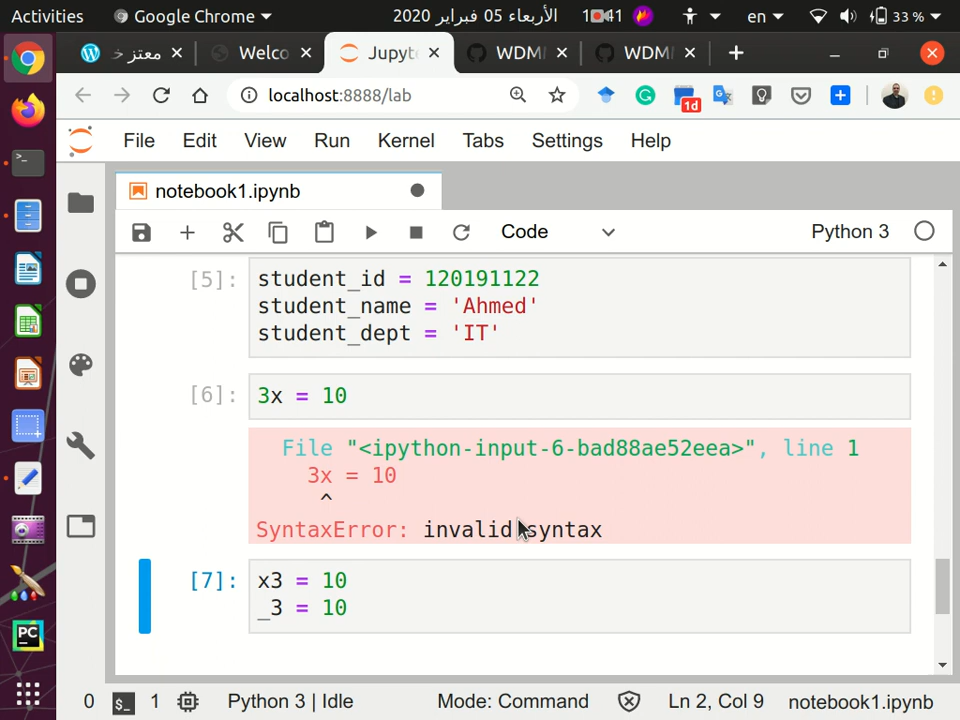 Activities
Google Chrome
الأربعاء 05 فبراير 2020
en
33 %
معتز خ
Welco
Jupyt
WDM
WDM
localhost:8888/lab
1d
File Edit View Run Kernel Tabs Settings Help
notebook1.ipynb
Code
Python 3
[5]:
student_id = 120191122
student_name = 'Ahmed'
student_dept = 'IT'
[6]:
3x = 10
File "<ipython-input-6-bad88ae52eea>", line 1
3x = 10
^
SyntaxError: invalid syntax
[7]:
x3 = 10
_3 = 10
PC
0
$_
1
Python 3 | Idle
Mode: Command
Ln 2, Col 9
notebook1.ipynb